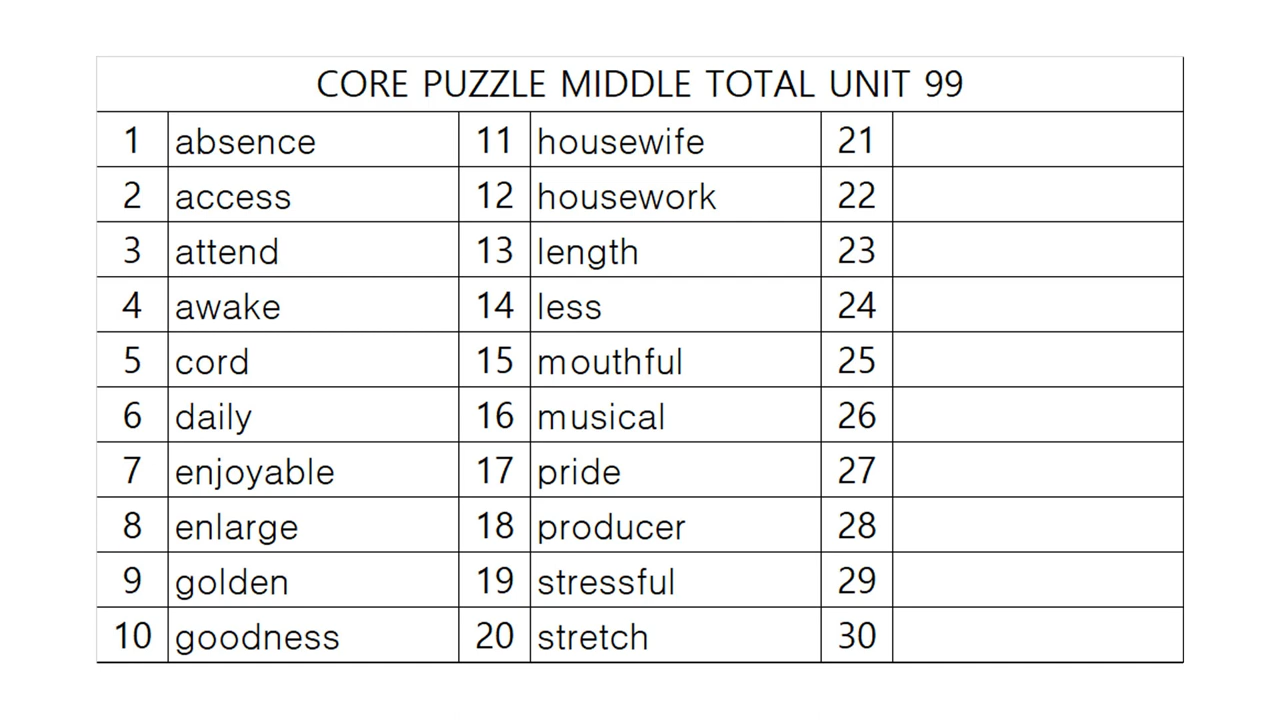 CORE PUZZLE MIDDLE TOTAL UNIT 99
1 absence 11 housewife 21
2 access 12 housework 22
3 attend 13 length 23
4 awake 14 less 24
5 cord 15 mouthful 25
6 daily 16 musical 26
7 enjoyable 17 pride 27
8 enlarge 18 producer 28
9 golden 19 stressful 29
10 goodness 20 stretch 30